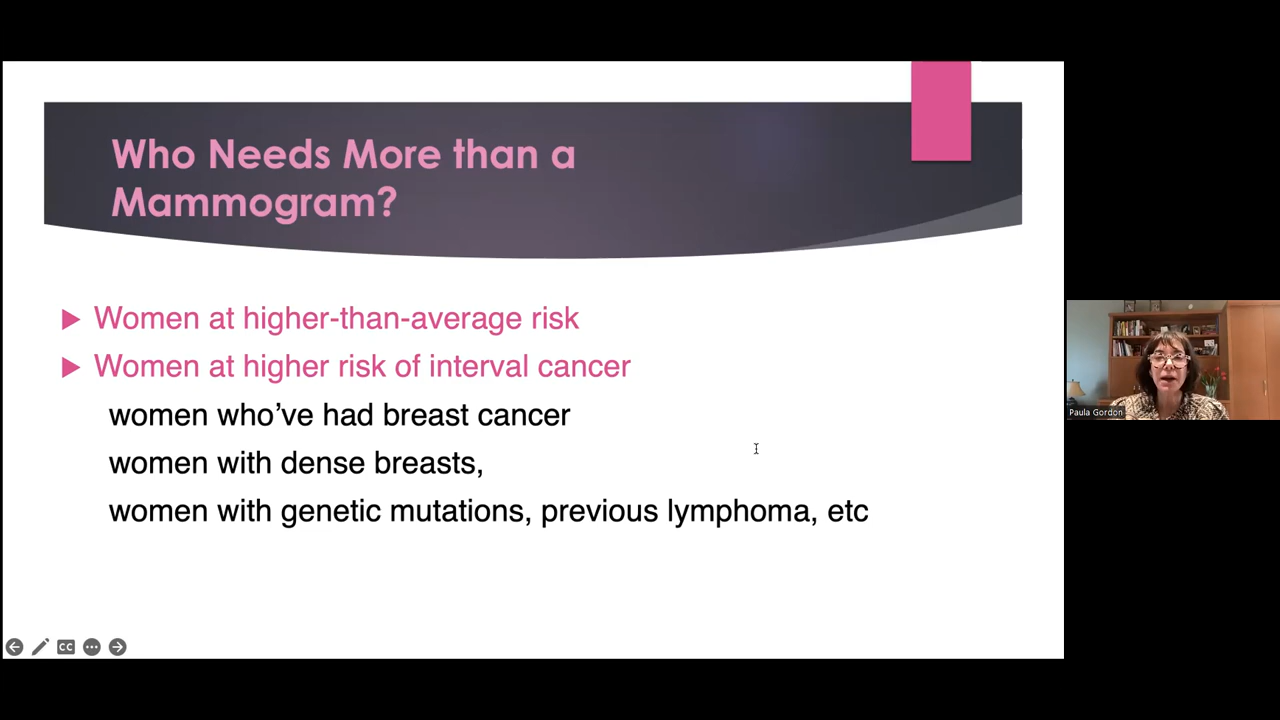 Who Needs More than a
Mammogram?
Women at higher-than-average risk
Women at higher risk of interval cancer
women who’ve had breast cancer
women with dense breasts,
women with genetic mutations, previous lymphoma, etc
Paula Gordon
CC